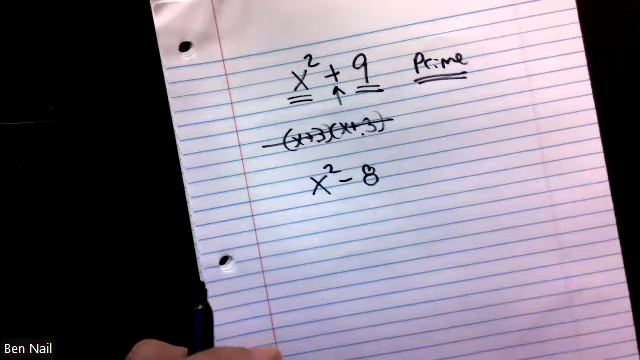 x² + 9 Prime
(x+3)(x+3)
x² - 8
Ben Nail